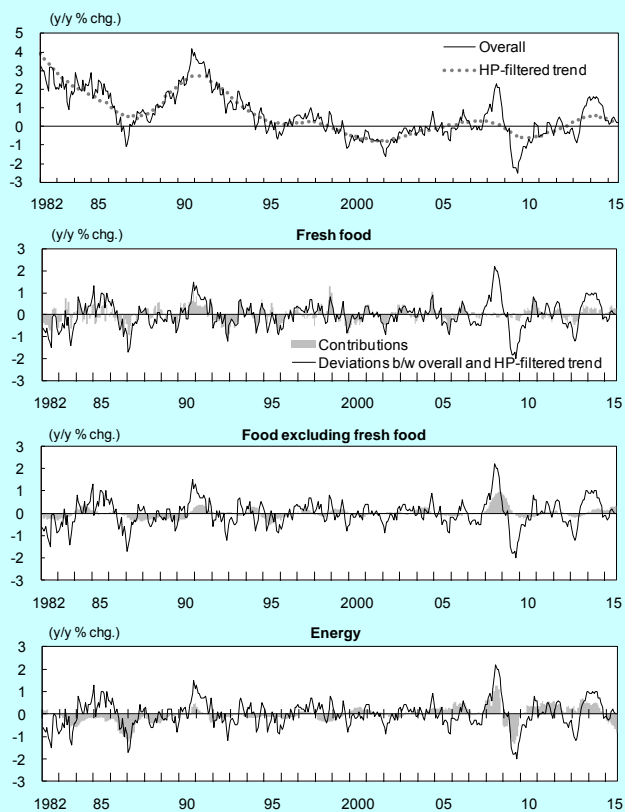 (y/y % chg.)
5
4
3
2
1
0
-1
-2
-3
Overall
HP-filtered trend
1982 85 90 95 2000 05 10 15
(y/y % chg.)
Fresh food
3
2
1
0
-1
-2
-3
Contributions
Deviations b/w overall and HP-filtered trend
1982 85 90 95 2000 05 10 15
(y/y % chg.)
Food excluding fresh food
3
2
1
0
-1
-2
-3
1982 85 90 95 2000 05 10 15
(y/y % chg.)
Energy
3
2
1
0
-1
-2
-3
1982 85 90 95 2000 05 10 15